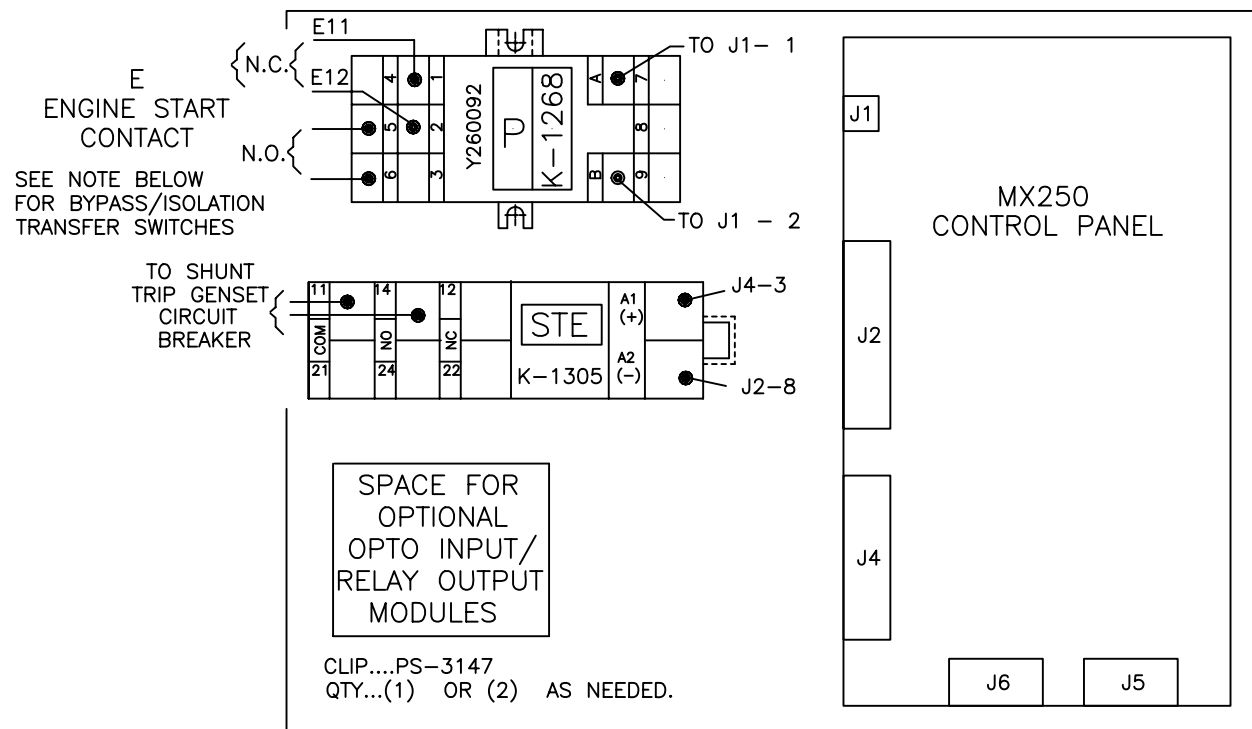 E11
N.C.
E12
E
ENGINE START
CONTACT
N.O.
SEE NOTE BELOW
FOR BYPASS/ISOLATION
TRANSFER SWITCHES
4
1
5
2
6
3
Y260092
P
K-1268
A
7
8
B
9
TO J1- 1
TO J1 - 2
TO SHUNT
TRIP GENSET
CIRCUIT
BREAKER
11
14
12
COM
NO
NC
21
24
22
STE
K-1305
A1
(+)
A2
(-)
J4-3
J2-8
SPACE FOR
OPTIONAL
OPTO INPUT/
RELAY OUTPUT
MODULES
CLIP....PS-3147
QTY...(1) OR (2) AS NEEDED.
J1
MX250
CONTROL PANEL
J2
J4
J6
J5